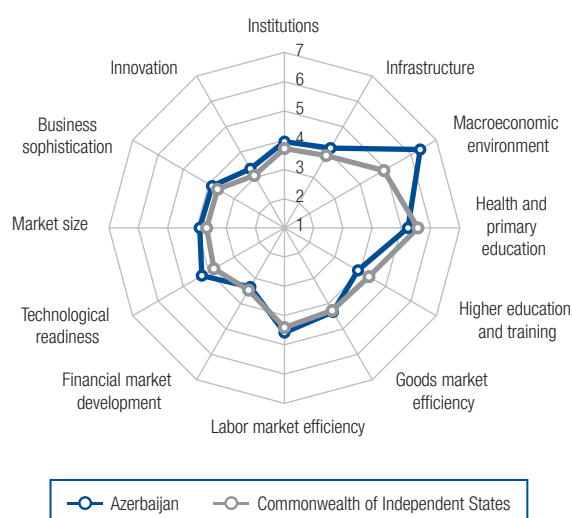 Institutions
7
6
5
4
3
2
1
Infrastructure
Macroeconomic
environment
Health and
primary
education
Higher education
and training
Goods market
efficiency
Labor market efficiency
Financial market
development
Technological
readiness
Market size
Business
sophistication
Innovation
Azerbaijan
Commonwealth of Independent States